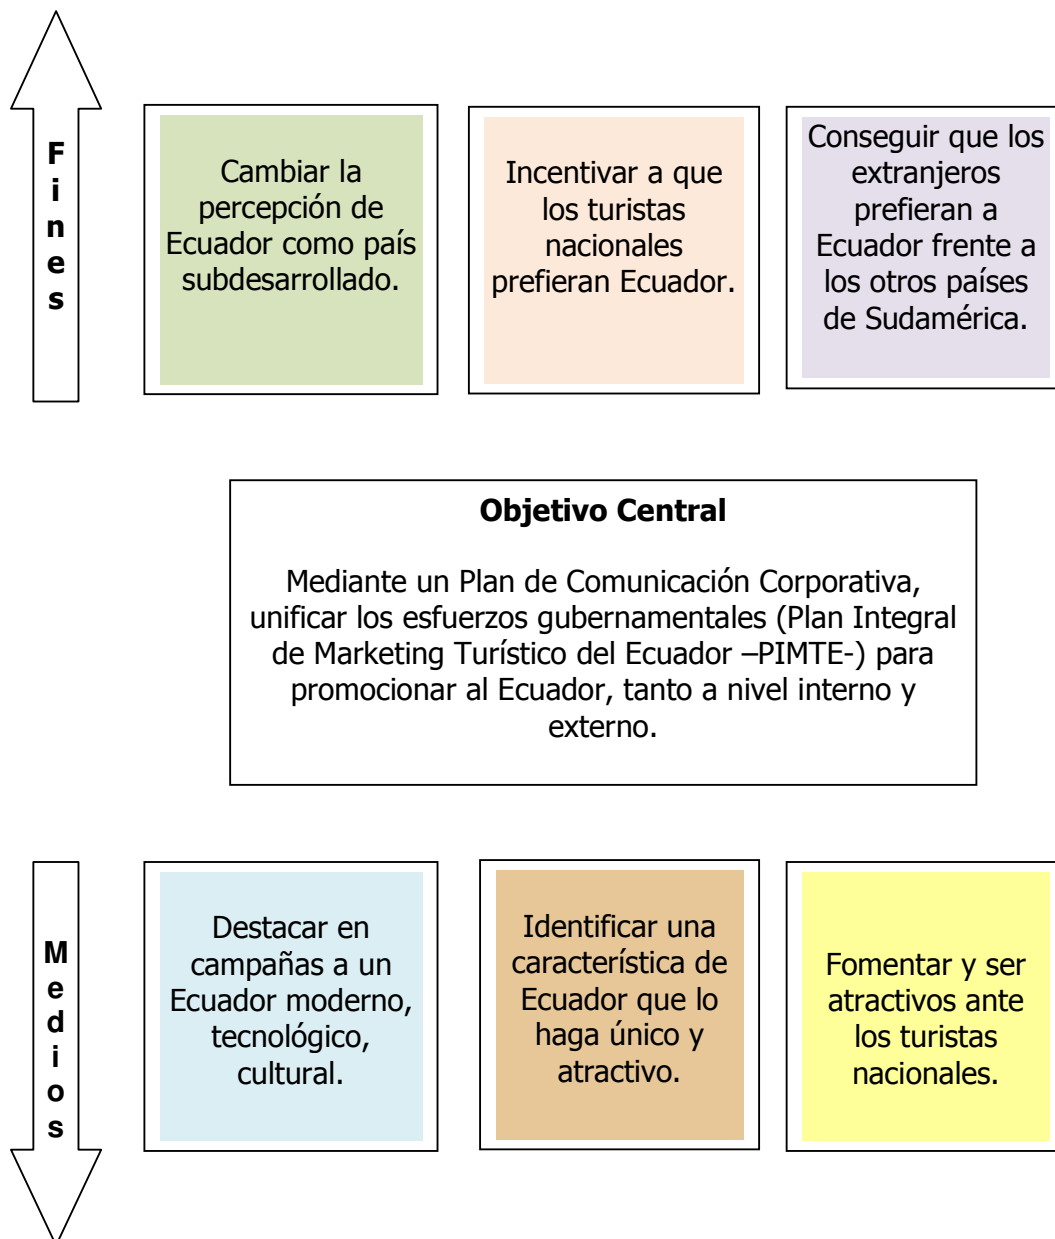 Fines
Cambiar la
percepción de
Ecuador como país
subdesarrollado.
Incentivar a que
los turistas
nacionales
prefieran Ecuador.
Conseguir que los
extranjeros
prefieran a
Ecuador frente a
los otros países
de Sudamérica.
Objetivo Central
Mediante un Plan de Comunicación Corporativa,
unificar los esfuerzos gubernamentales (Plan Integral
de Marketing Turístico del Ecuador –PIMTE-) para
promocionar al Ecuador, tanto a nivel interno y
externo.
Medios
Destacar en
campañas a un
Ecuador moderno,
tecnológico,
cultural.
Identificar una
característica de
Ecuador que lo
haga único y
atractivo.
Fomentar y ser
atractivos ante
los turistas
nacionales.